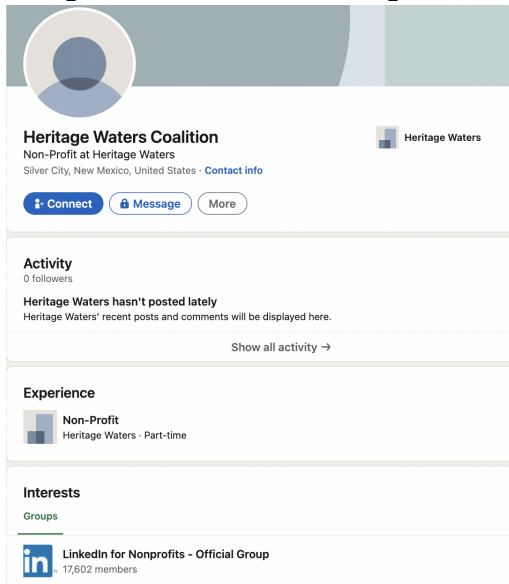 Heritage Waters Coalition
Heritage Waters
Non-Profit at Heritage Waters
Silver City, New Mexico, United States · Contact info
Connect
Message
More
Activity
0 followers
Heritage Waters hasn't posted lately
Heritage Waters' recent posts and comments will be displayed here.
Show all activity →
Experience
Non-Profit
Heritage Waters · Part-time
Interests
Groups
in
LinkedIn for Nonprofits - Official Group
17,602 members